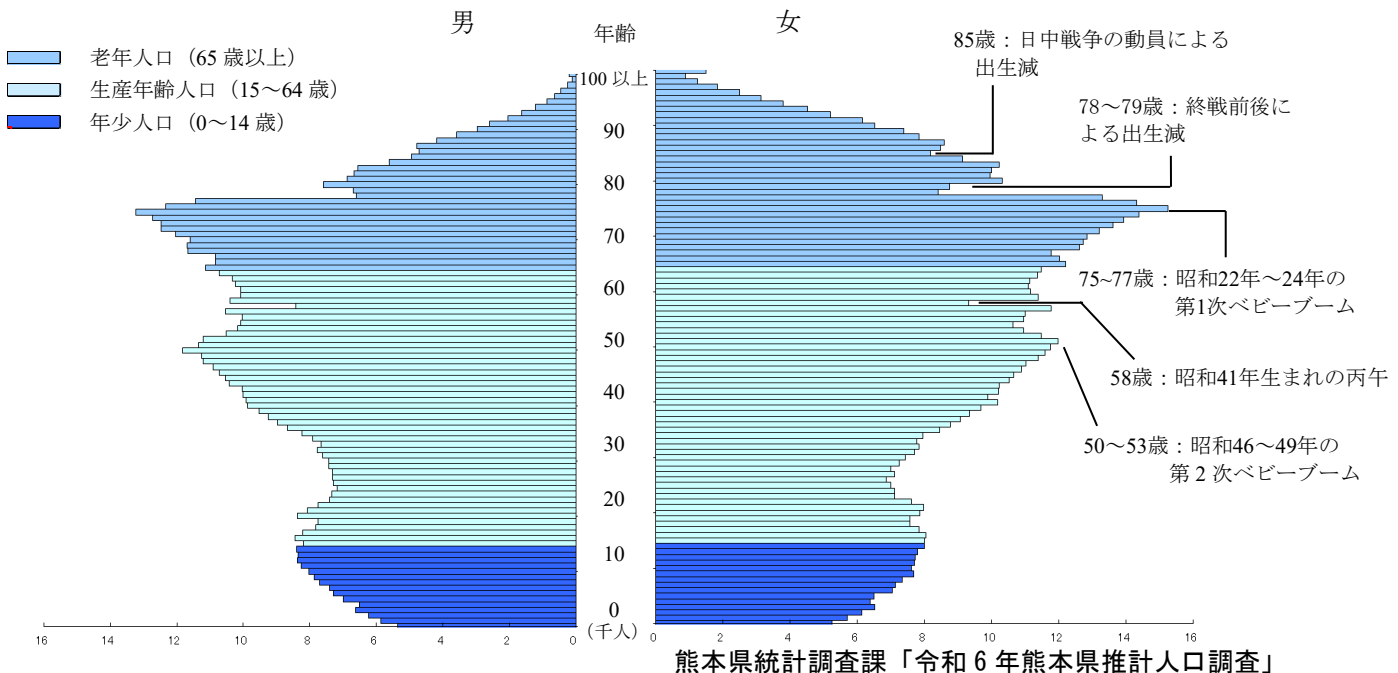 男
女
年齢
老年人口（65 歳以上）
生産年齢人口（15～64 歳）
年少人口（0～14 歳）
85歳：日中戦争の動員による
出生減
78～79歳：終戦前後に
よる出生減
75~77歳：昭和22年～24年の
第1次ベビーブーム
58歳：昭和41年生まれの丙午
50～53歳：昭和46～49年の
第２次ベビーブーム
100 以上
90
80
70
60
50
40
30
20
10
0
(千人)
16 14 12 10 8 6 4 2 0
0 2 4 6 8 10 12 14 16
熊本県統計調査課「令和６年熊本県推計人口調査」